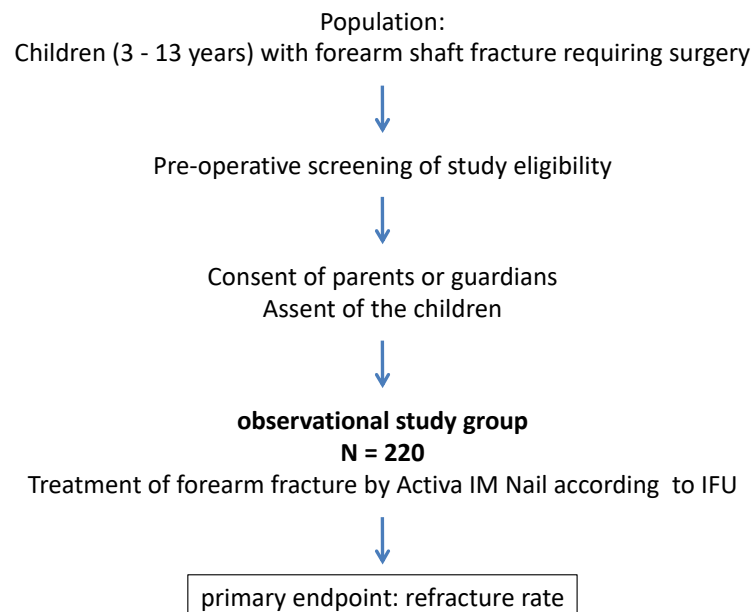 Population:
Children (3 - 13 years) with forearm shaft fracture requiring surgery
Pre-operative screening of study eligibility
Consent of parents or guardians
Assent of the children
observational study group
N = 220
Treatment of forearm fracture by Activa IM Nail according  to IFU
primary endpoint: refracture rate